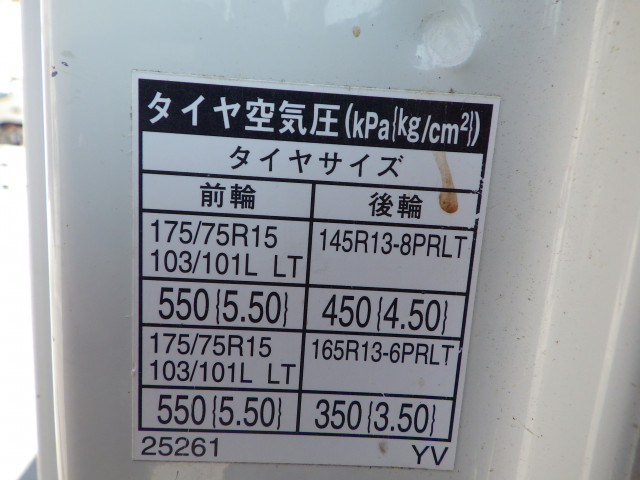 タイヤ空気圧(kPa{kg/cm²})
タイヤサイズ
前輪 後輪
175/75R15 145R13-8PRLT
103/101L LT
550{5.50} 450{4.50}
175/75R15 165R13-6PRLT
103/101L LT
550{5.50} 350{3.50}
25261 YV